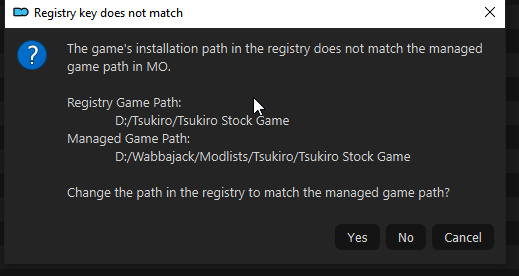 Registry key does not match
The game's installation path in the registry does not match the managed
game path in MO.
Registry Game Path:
D:/Tsukiro/Tsukiro Stock Game
Managed Game Path:
D:/Wabbajack/Modlists/Tsukiro/Tsukiro Stock Game
Change the path in the registry to match the managed game path?
Yes No Cancel